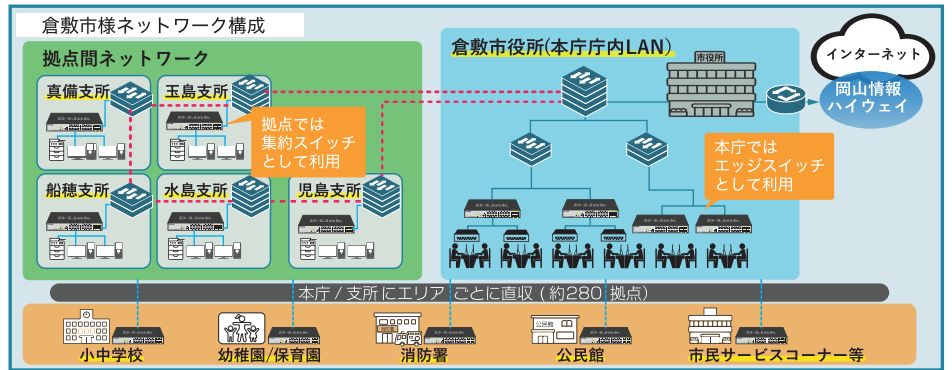 倉敷市様ネットワーク構成
拠点間ネットワーク
真備支所
玉島支所
拠点では
集約スイッチ
として利用
船穂支所
水島支所
児島支所
倉敷市役所(本庁庁内LAN)
市役所
インターネット
岡山情報
ハイウェイ
本庁では
エッジスイッチ
として利用
本庁/支所にエリアごとに直収(約280 拠点)
小中学校
幼稚園/保育園
消防署
公民館
公民館
市民サービスコーナー等